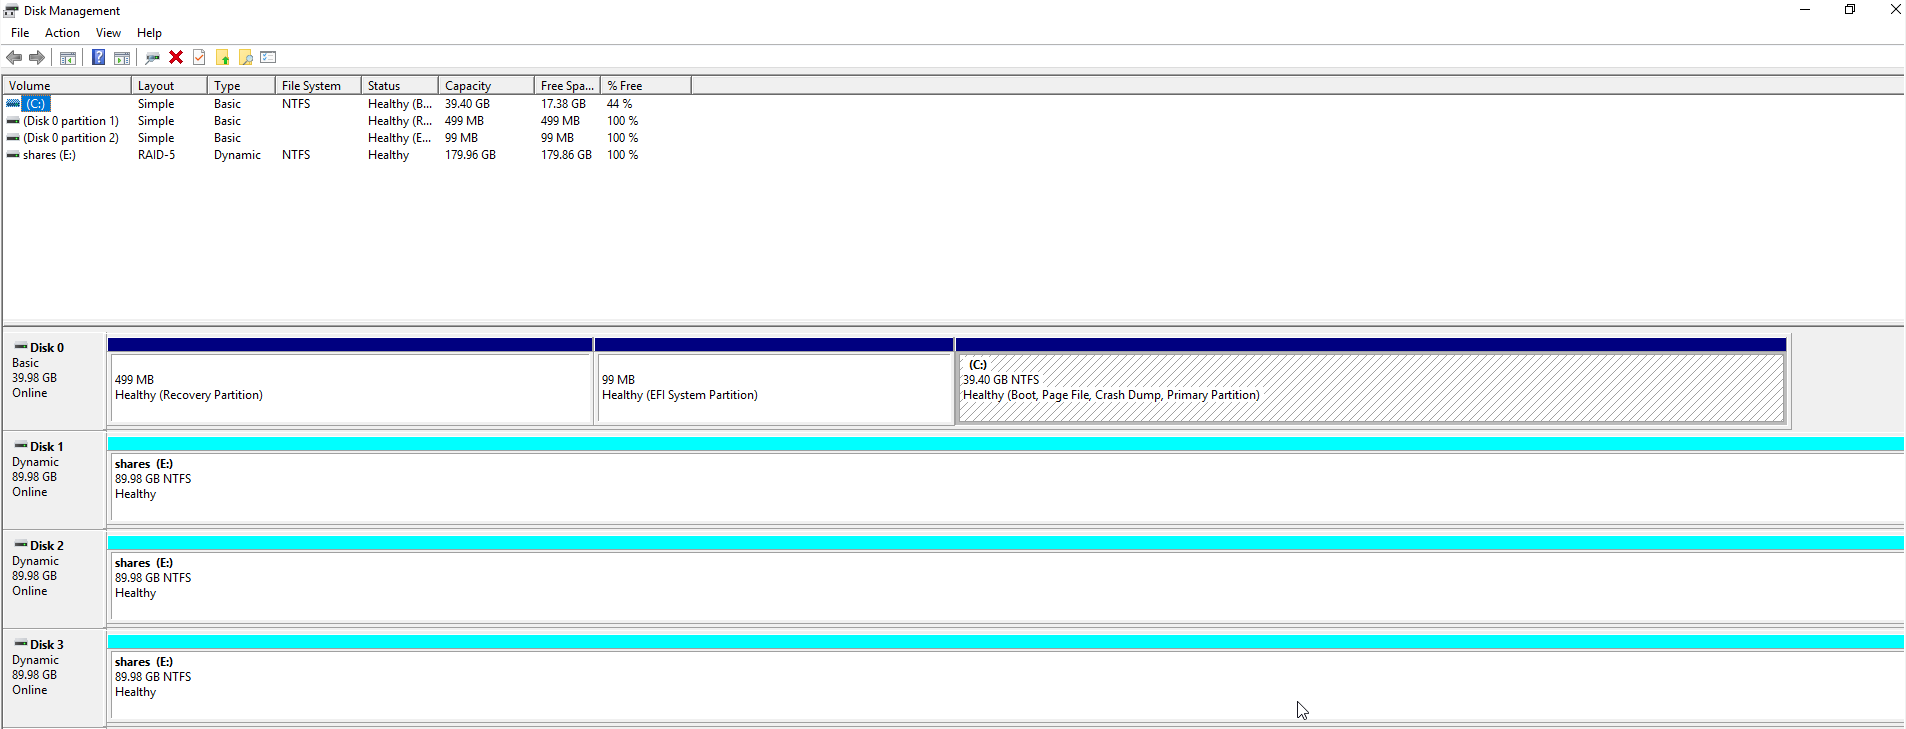 Disk Management
File Action View Help
Volume Layout Type File System Status Capacity Free Spa... % Free
(C:) Simple Basic NTFS Healthy (B... 39.40 GB 17.38 GB 44 %
(Disk 0 partition 1) Simple Basic Healthy (R... 499 MB 499 MB 100 %
(Disk 0 partition 2) Simple Basic Healthy (E... 99 MB 99 MB 100 %
shares (E:) RAID-5 Dynamic NTFS Healthy 179.96 GB 179.86 GB 100 %
Disk 0
Basic
39.98 GB
Online
499 MB
Healthy (Recovery Partition)
99 MB
Healthy (EFI System Partition)
(C:)
39.40 GB NTFS
Healthy (Boot, Page File, Crash Dump, Primary Partition)
Disk 1
Dynamic
89.98 GB
Online
shares (E:)
89.98 GB NTFS
Healthy
Disk 2
Dynamic
89.98 GB
Online
shares (E:)
89.98 GB NTFS
Healthy
Disk 3
Dynamic
89.98 GB
Online
shares (E:)
89.98 GB NTFS
Healthy